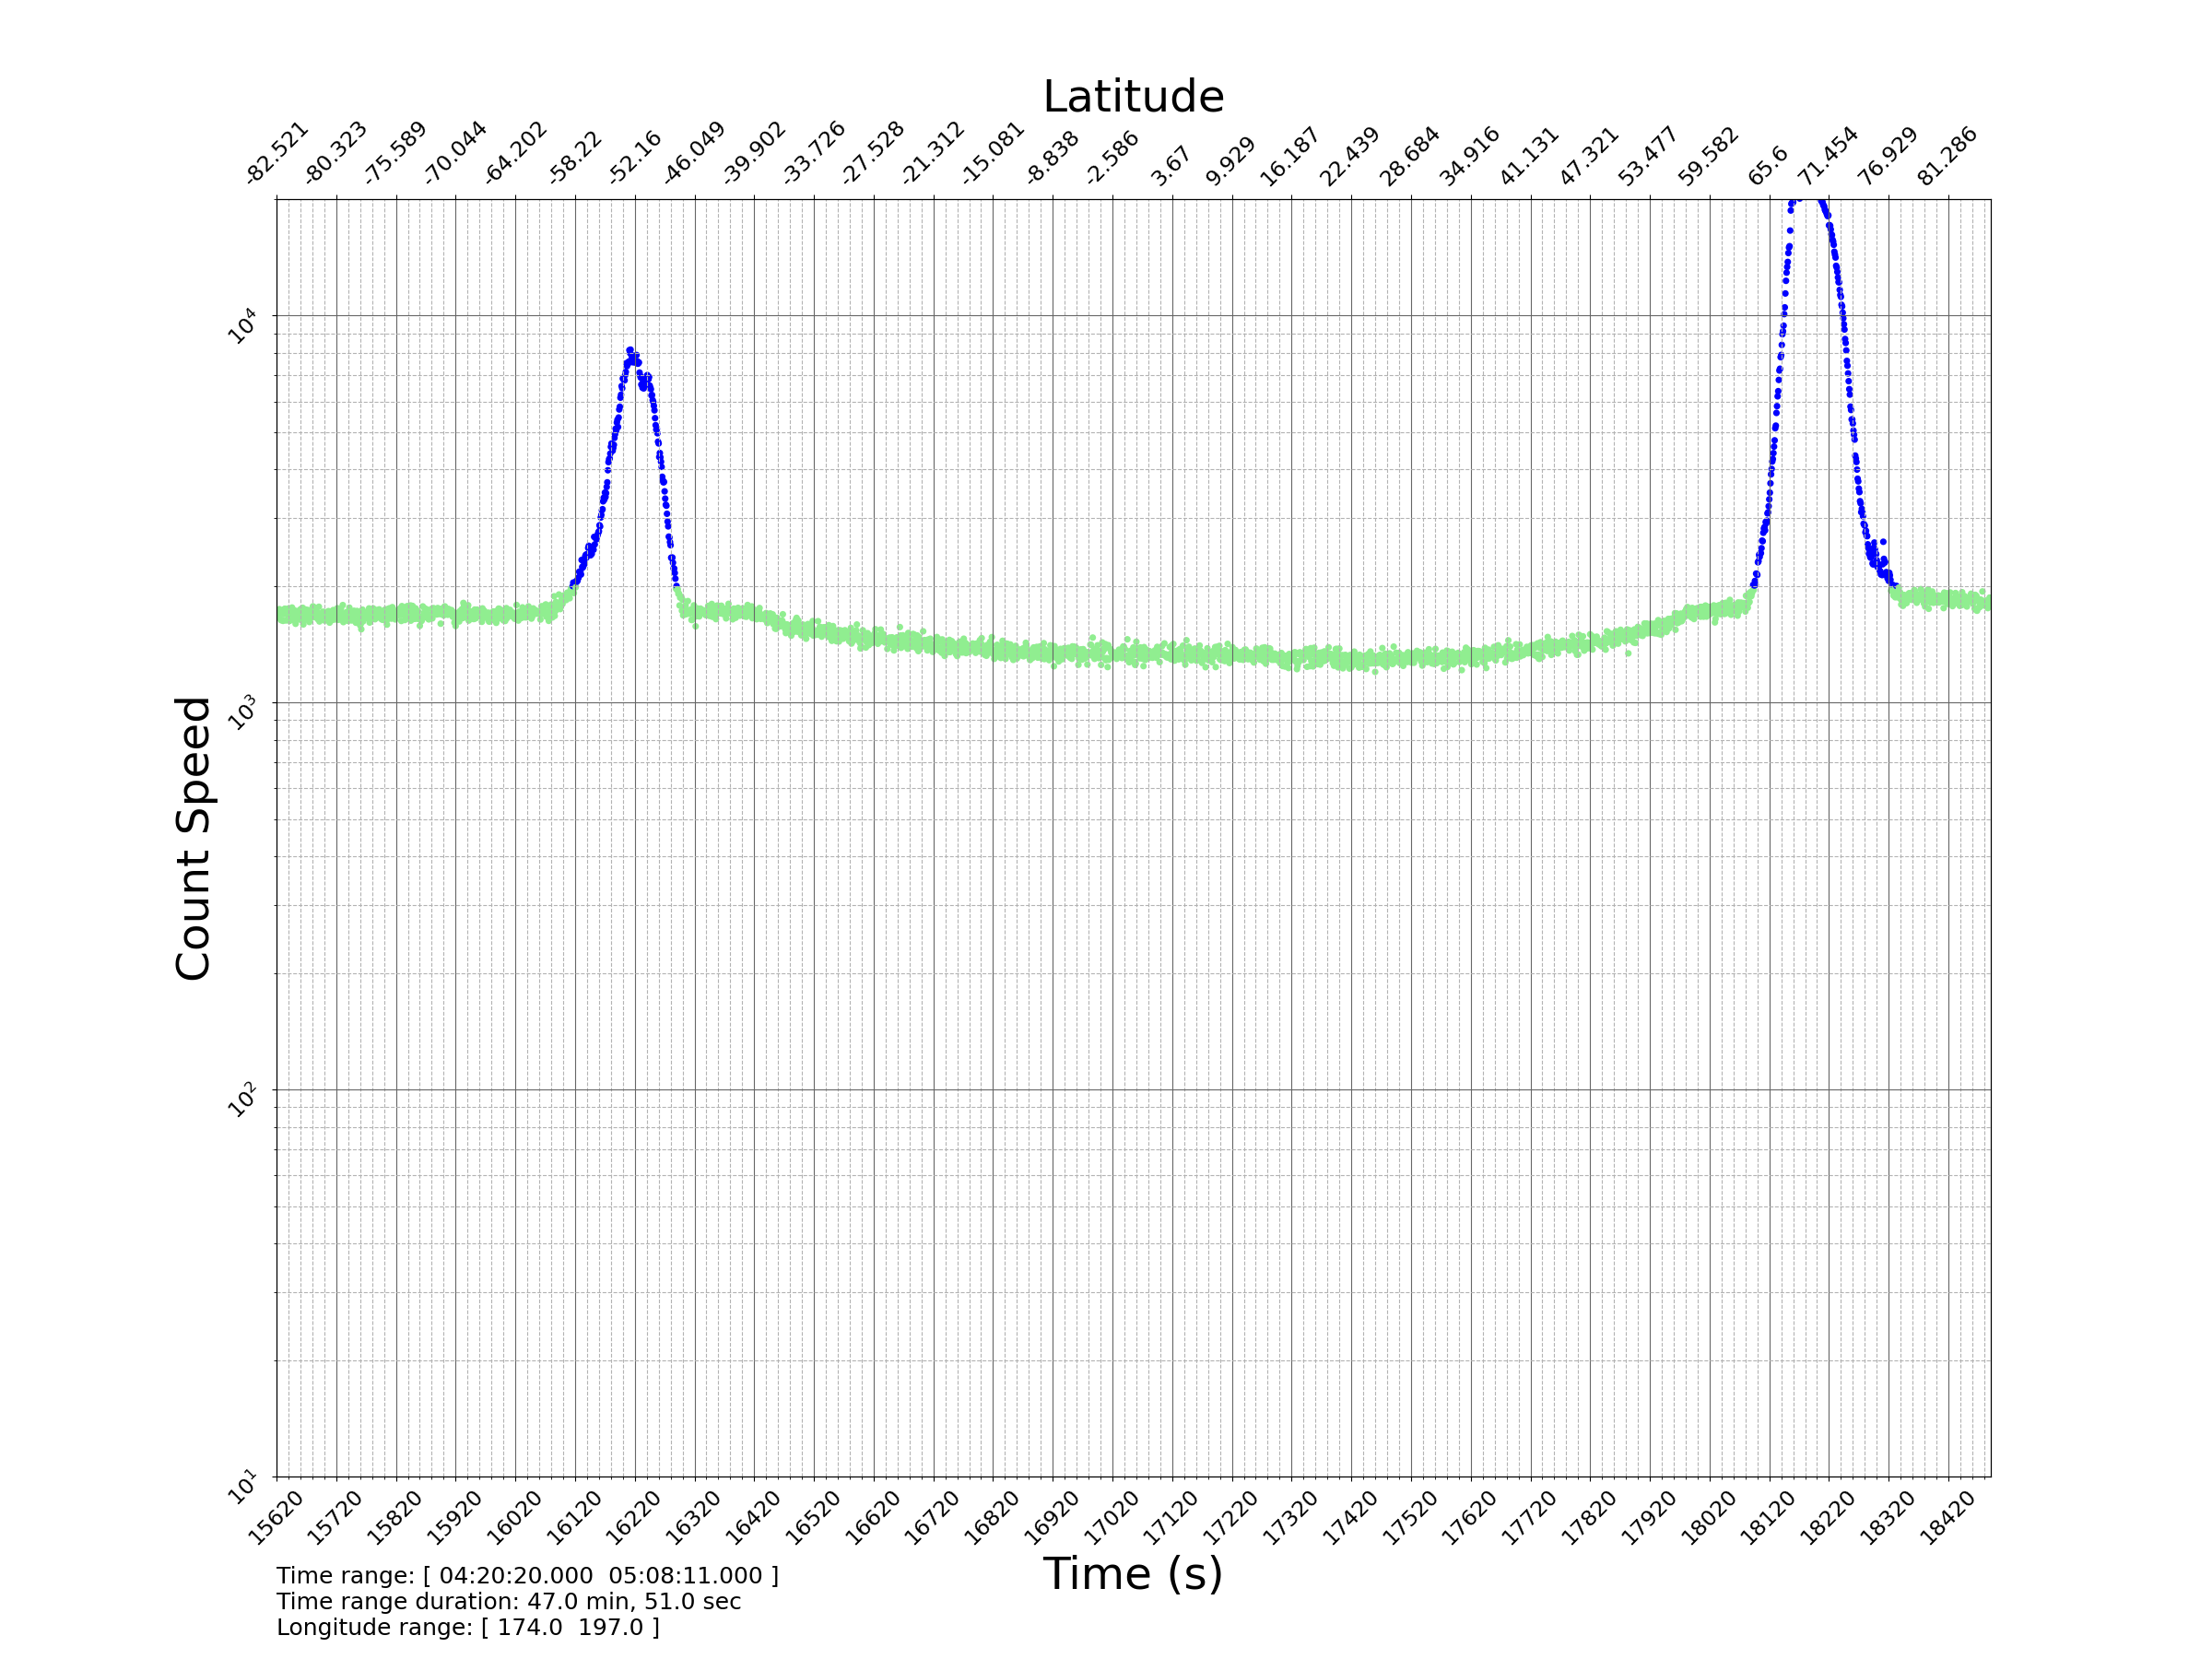 Latitude
-82.521 -80.323 -75.589 -70.044 -64.202 -58.22 -52.16 -46.049 -39.902 -33.726 -27.528 -21.312 -15.081 -8.838 -2.586 3.67 9.929 16.187 22.439 28.684 34.916 41.131 47.321 53.477 59.582 65.6 71.454 76.929 81.286
10⁴
10³
Count Speed
10²
10¹
15620 15720 15820 15920 16020 16120 16220 16320 16420 16520 16620 16720 16820 16920 17020 17120 17220 17320 17420 17520 17620 17720 17820 17920 18020 18120 18220 18320 18420
Time (s)
Time range: [ 04:20:20.000  05:08:11.000 ]
Time range duration: 47.0 min, 51.0 sec
Longitude range: [ 174.0  197.0 ]